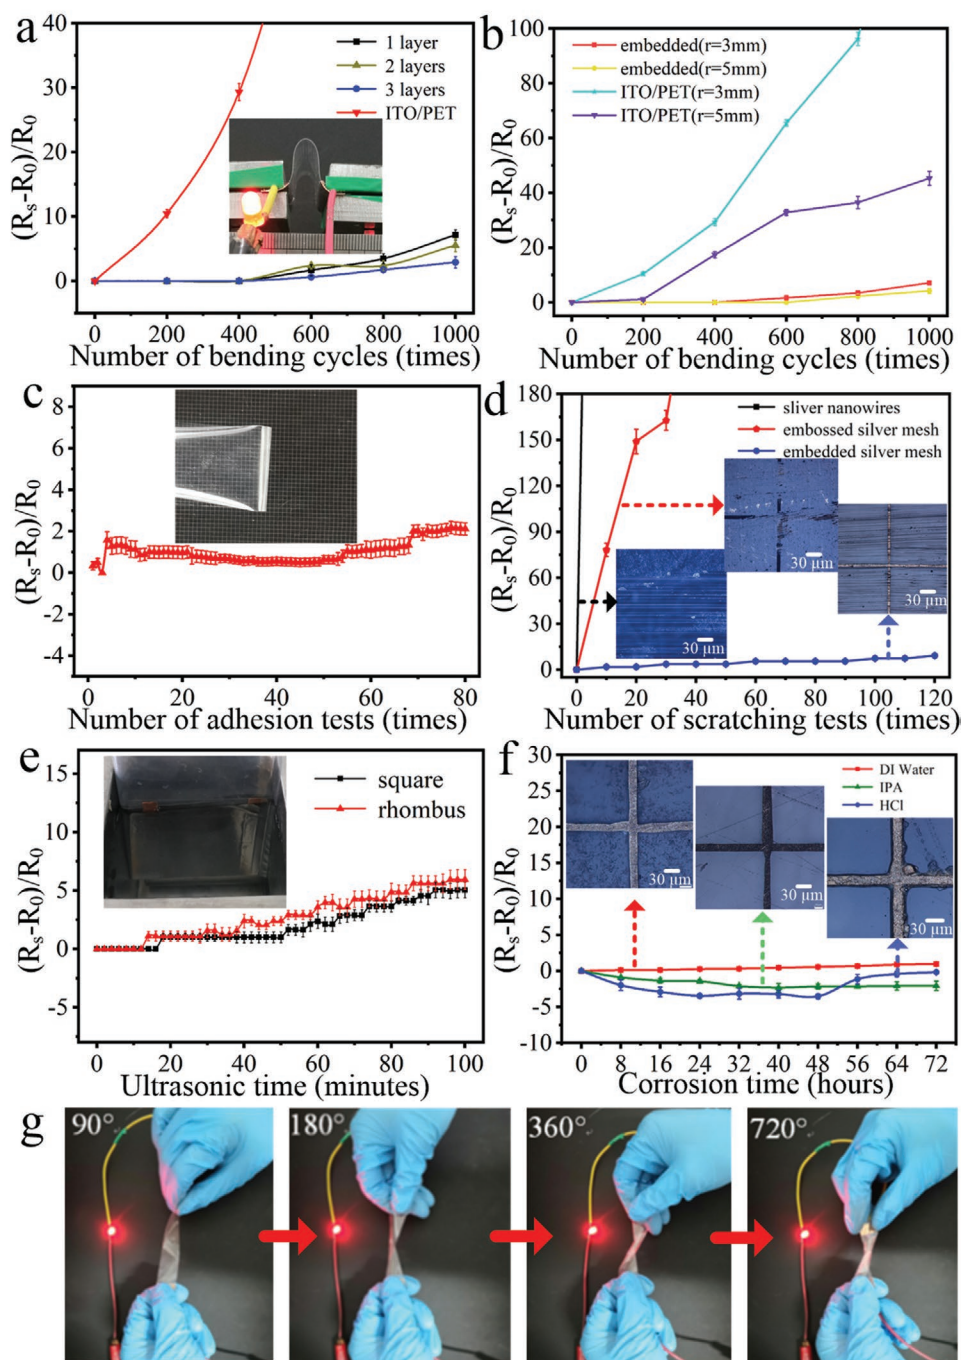 a
40
30
20
10
0
(Rs-R0)/R0
1 layer
2 layers
3 layers
ITO/PET
0 200 400 600 800 1000
Number of bending cycles (times)
b
100
80
60
40
20
0
(Rs-R0)/R0
embedded(r=3mm)
embedded(r=5mm)
ITO/PET(r=3mm)
ITO/PET(r=5mm)
0 200 400 600 800 1000
Number of bending cycles (times)
c
8
6
4
2
0
-2
-4
(Rs-R0)/R0
0 20 40 60 80
Number of adhesion tests (times)
d
180
150
120
90
60
30
0
(Rs-R0)/R0
sliver nanowires
embossed silver mesh
embedded silver mesh
30 μm
30 μm
30 μm
0 10 20 30 40 50 60 70 80 90 100 110 120
Number of scratching tests (times)
e
15
10
5
0
-5
(Rs-R0)/R0
square
rhombus
0 20 40 60 80 100
Ultrasonic time (minutes)
f
30
25
20
15
10
5
0
-5
-10
(Rs-R0)/R0
DI Water
IPA
HCl
30 μm
30 μm
30 μm
0 8 16 24 32 40 48 56 64 72
Corrosion time (hours)
g
90° 180° 360° 720°